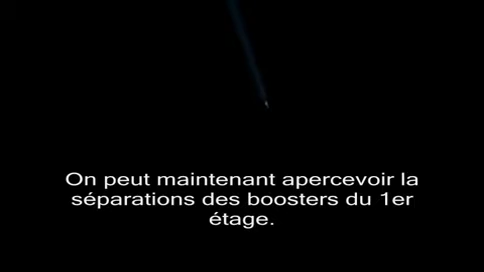 On peut maintenant apercevoir la
séparations des boosters du 1er
étage.